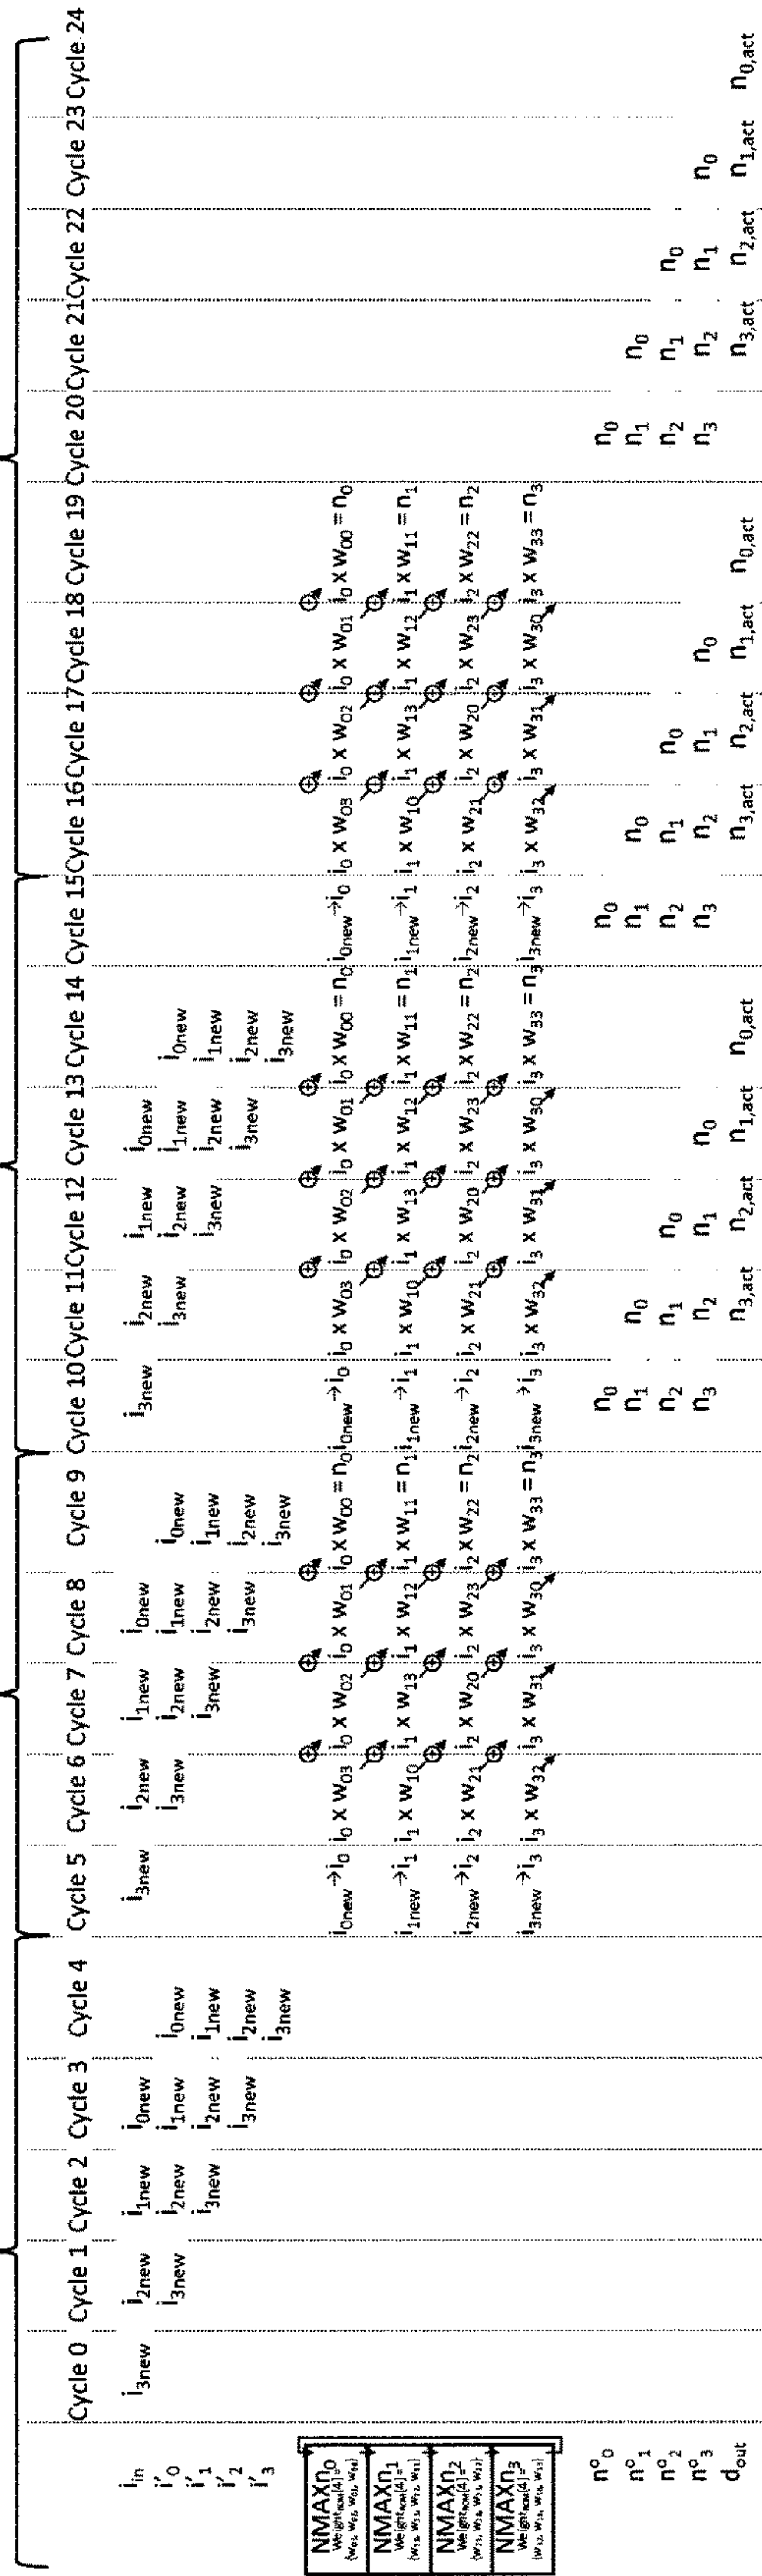 Cycle 0 Cycle 1 Cycle 2 Cycle 3 Cycle 4 Cycle 5 Cycle 6 Cycle 7 Cycle 8 Cycle 9 Cycle 10 Cycle 11 Cycle 12 Cycle 13 Cycle 14 Cycle 15 Cycle 16 Cycle 17 Cycle 18 Cycle 19 Cycle 20 Cycle 21 Cycle 22 Cycle 23 Cycle 24
i_in i_3new i_2new i_1new i_0new i_3new i_2new i_1new i_0new i_3new i_2new i_1new i_0new
i'_0 i_3new i_2new i_1new i_0new i_3new i_2new i_1new i_0new i_3new i_2new i_1new i_0new
i'_1 i_3new i_2new i_1new i_3new i_2new i_1new i_3new i_2new i_1new
i'_2 i_3new i_2new i_3new i_2new i_3new i_2new
i'_3 i_3new i_3new i_3new
NMAXn_0 i_0new→i_0 i_0 x w_03 i_0 x w_02 i_0 x w_01 i_0 x w_00 = n_0 i_0new→i_0 i_0 x w_03 i_0 x w_02 i_0 x w_01 i_0 x w_00 = n_0 i_0new→i_0 i_0 x w_03 i_0 x w_02 i_0 x w_01 i_0 x w_00 = n_0
Weight_ROM[4]=
NMAXn_1 i_1new→i_1 i_1 x w_10 i_1 x w_13 i_1 x w_12 i_1 x w_11 = n_1 i_1new→i_1 i_1 x w_10 i_1 x w_13 i_1 x w_12 i_1 x w_11 = n_1 i_1new→i_1 i_1 x w_10 i_1 x w_13 i_1 x w_12 i_1 x w_11 = n_1
Weight_ROM[4]=
NMAXn_2 i_2new→i_2 i_2 x w_21 i_2 x w_20 i_2 x w_23 i_2 x w_22 = n_2 i_2new→i_2 i_2 x w_21 i_2 x w_20 i_2 x w_23 i_2 x w_22 = n_2 i_2new→i_2 i_2 x w_21 i_2 x w_20 i_2 x w_23 i_2 x w_22 = n_2
Weight_ROM[4]=
NMAXn_3 i_3new→i_3 i_3 x w_32 i_3 x w_31 i_3 x w_30 i_3 x w_33 = n_3 i_3new→i_3 i_3 x w_32 i_3 x w_31 i_3 x w_30 i_3 x w_33 = n_3 i_3new→i_3 i_3 x w_32 i_3 x w_31 i_3 x w_30 i_3 x w_33 = n_3
Weight_ROM[4]=
n°_0 n_0 n_0 n_0
n°_1 n_1 n_0 n_1 n_0 n_1 n_0
n°_2 n_2 n_1 n_0 n_2 n_1 n_0 n_2 n_1 n_0
n°_3 n_3 n_2 n_1 n_0 n_3 n_2 n_1 n_0 n_3 n_2 n_1 n_0
d_out n_3,act n_2,act n_1,act n_0,act n_3,act n_2,act n_1,act n_0,act n_3,act n_2,act n_1,act n_0,act